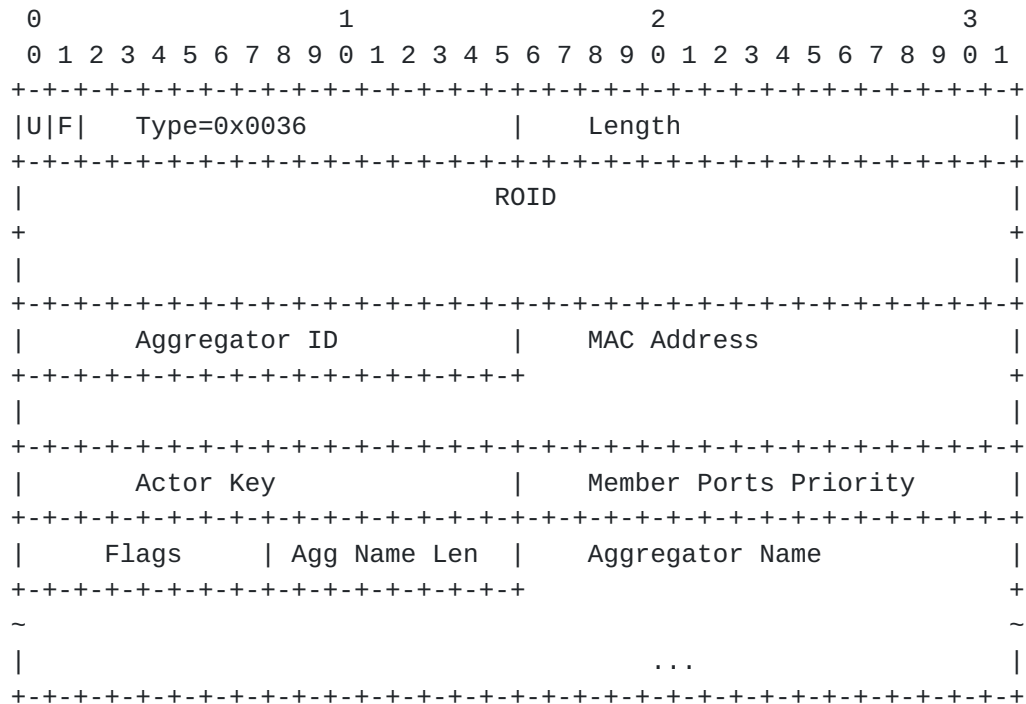 0                   1                   2                   3
 0 1 2 3 4 5 6 7 8 9 0 1 2 3 4 5 6 7 8 9 0 1 2 3 4 5 6 7 8 9 0 1
+-+-+-+-+-+-+-+-+-+-+-+-+-+-+-+-+-+-+-+-+-+-+-+-+-+-+-+-+-+-+-+-+
|U|F|   Type=0x0036             |    Length                     |
+-+-+-+-+-+-+-+-+-+-+-+-+-+-+-+-+-+-+-+-+-+-+-+-+-+-+-+-+-+-+-+-+
|                              ROID                             |
+                                                               +
|                                                               |
+-+-+-+-+-+-+-+-+-+-+-+-+-+-+-+-+-+-+-+-+-+-+-+-+-+-+-+-+-+-+-+-+
|       Aggregator ID           |    MAC Address                |
+-+-+-+-+-+-+-+-+-+-+-+-+-+-+-+-+                               +
|                                                               |
+-+-+-+-+-+-+-+-+-+-+-+-+-+-+-+-+-+-+-+-+-+-+-+-+-+-+-+-+-+-+-+-+
|       Actor Key               |    Member Ports Priority      |
+-+-+-+-+-+-+-+-+-+-+-+-+-+-+-+-+-+-+-+-+-+-+-+-+-+-+-+-+-+-+-+-+
|     Flags     | Agg Name Len  |    Aggregator Name            |
+-+-+-+-+-+-+-+-+-+-+-+-+-+-+-+-+                               +
~                                                               ~
|                                        ...                    |
+-+-+-+-+-+-+-+-+-+-+-+-+-+-+-+-+-+-+-+-+-+-+-+-+-+-+-+-+-+-+-+-+